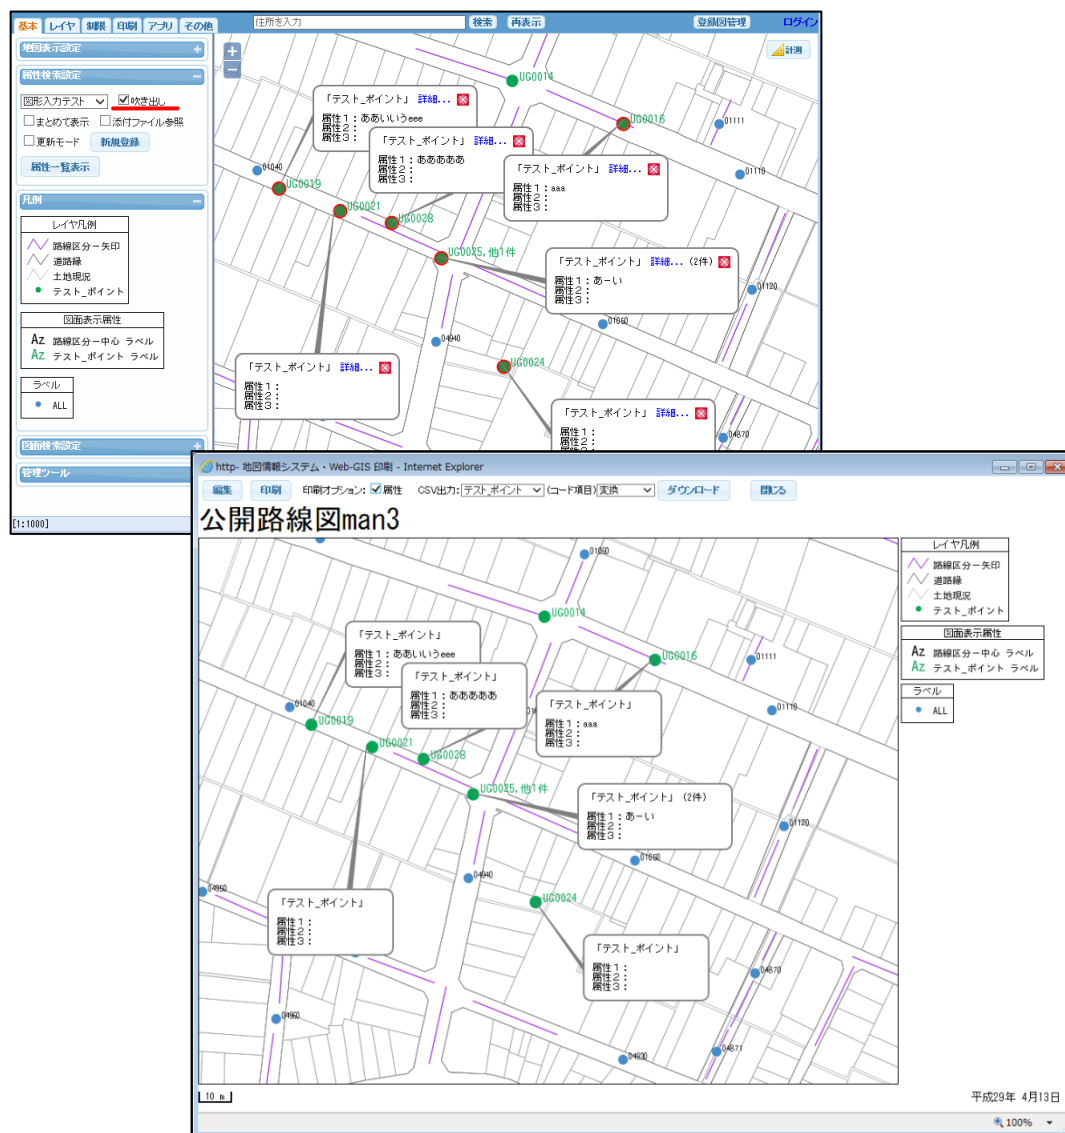 基本 レイヤ 制限 印刷 アプリ その他 住所を入力 検索 再表示 登録図管理 ログイン
地図表示設定
属性検索設定
図形入力テスト 吹き出し
まとめて表示 添付ファイル参照
更新モード 新規登録
属性一覧表示
凡例
レイヤ凡例
路線区分－矢印
道路縁
土地現況
テスト_ポイント
図面表示属性
Az 路線区分－中心 ラベル
Az テスト_ポイント ラベル
ラベル
ALL
図面検索設定
管理ツール
[1:1000]
計測
UG0014
UG0016
01111
01110
「テスト_ポイント」 詳細...
属性1：ああいいうeee
属性2：
属性3：
「テスト_ポイント」 詳細...
属性1：あああああ
属性2：
属性3：
「テスト_ポイント」 詳細...
属性1：aaa
属性2：
属性3：
01040
UG0019
UG0021
UG0028
UG0025,他1件
「テスト_ポイント」 詳細... (2件)
属性1：あーい
属性2：
属性3：
01120
01050
04940
UG0024
「テスト_ポイント」 詳細...
属性1：
属性2：
属性3：
「テスト_ポイント」 詳細...
属性1：
属性2：
04870
http- 地図情報システム・Web-GIS 印刷 - Internet Explorer
編集 印刷 印刷オプション: 属性 CSV出力: テスト_ポイント (コード項目) 変換 ダウンロード 閉じる
公開路線図man3
レイヤ凡例
路線区分－矢印
道路縁
土地現況
テスト_ポイント
図面表示属性
Az 路線区分－中心 ラベル
Az テスト_ポイント ラベル
ラベル
ALL
UG0014
UG0016
01111
01110
「テスト_ポイント」
属性1：ああいいうeee
属性2：
属性3：
「テスト_ポイント」
属性1：あああああ
属性2：
属性3：
「テスト_ポイント」
属性1：aaa
属性2：
属性3：
01040
UG0019
UG0021
UG0028
UG0025,他1件
「テスト_ポイント」 (2件)
属性1：あーい
属性2：
属性3：
01120
01050
04940
UG0024
「テスト_ポイント」
属性1：
属性2：
属性3：
「テスト_ポイント」
属性1：
属性2：
属性3：
04870
04930
04871
10 m
平成29年 4月13日
100%